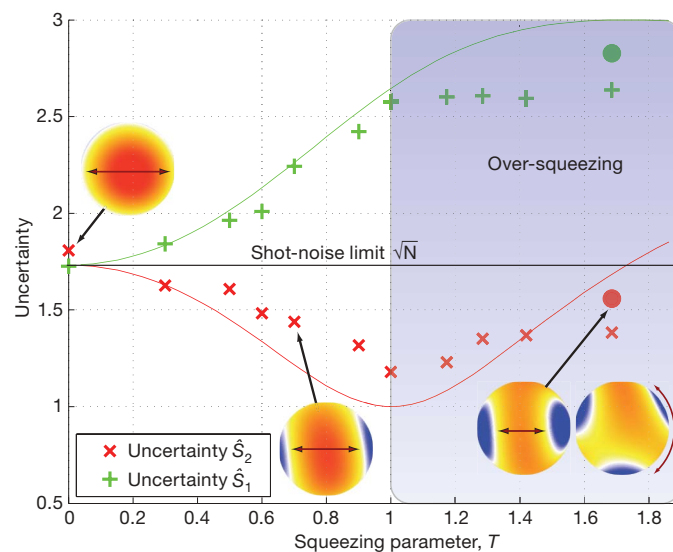 3
2.5
2
1.5
1
0.5
Uncertainty
Over-squeezing
Shot-noise limit √N
Uncertainty Ŝ₂
Uncertainty Ŝ₁
0 0.2 0.4 0.6 0.8 1.0 1.2 1.4 1.6 1.8
Squeezing parameter, T